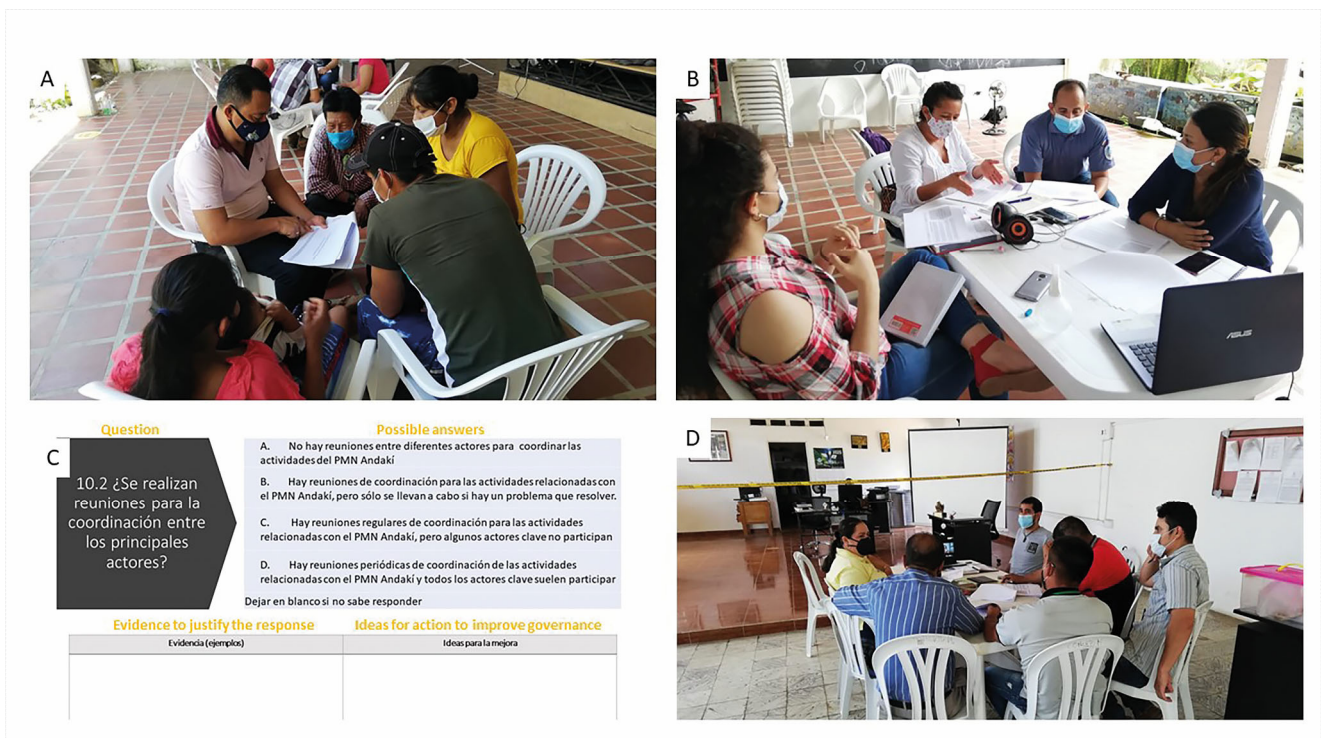 A
B
ASUS
Question
Possible answers
C
10.2 ¿Se realizan
reuniones para la
coordinación entre
los principales
actores?
A. No hay reuniones entre diferentes actores para coordinar las
actividades del PMN Andakí
B. Hay reuniones de coordinación para las actividades relacionadas con
el PMN Andakí, pero sólo se llevan a cabo si hay un problema que resolver.
C. Hay reuniones regulares de coordinación para las actividades
relacionadas con el PMN Andakí, pero algunos actores clave no participan
D. Hay reuniones periódicas de coordinación de las actividades
relacionadas con el PMN Andakí y todos los actores clave suelen participar
Dejar en blanco si no sabe responder
Evidence to justify the response
Ideas for action to improve governance
Evidencia (ejemplos)
Ideas para la mejora
D